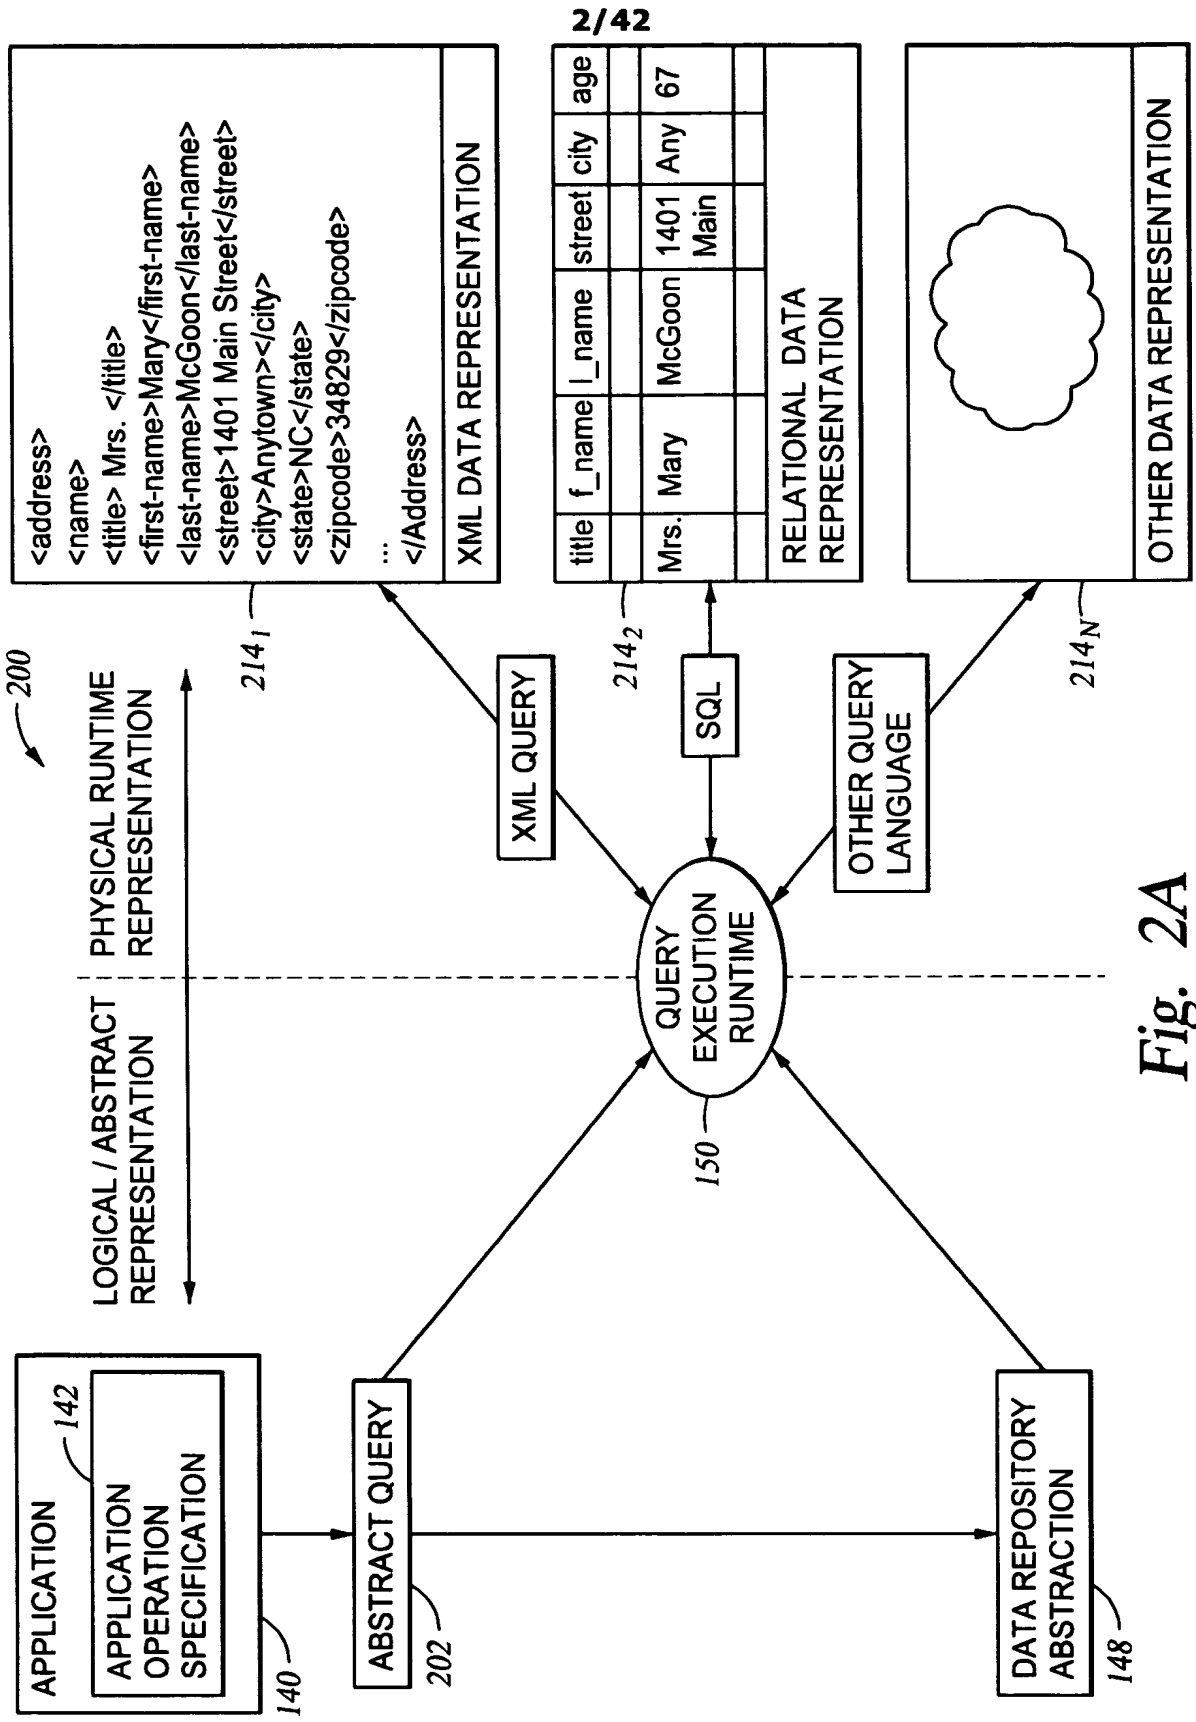 2/42
200
LOGICAL / ABSTRACT
REPRESENTATION
PHYSICAL RUNTIME
REPRESENTATION
APPLICATION
142
APPLICATION
OPERATION
SPECIFICATION
140
ABSTRACT QUERY
202
DATA REPOSITORY
ABSTRACTION
148
QUERY
EXECUTION
RUNTIME
150
XML QUERY
SQL
OTHER QUERY
LANGUAGE
<address>
<name>
<title> Mrs. </title>
<first-name>Mary</first-name>
<last-name>McGoon</last-name>
<street>1401 Main Street</street>
<city>Anytown></city>
<state>NC</state>
<zipcode>34829</zipcode>
...
</Address>
XML DATA REPRESENTATION
214₁
title f_name l_name street city age
Mrs. Mary McGoon 1401 Any 67
Main
RELATIONAL DATA
REPRESENTATION
214₂
OTHER DATA REPRESENTATION
214N
Fig. 2A